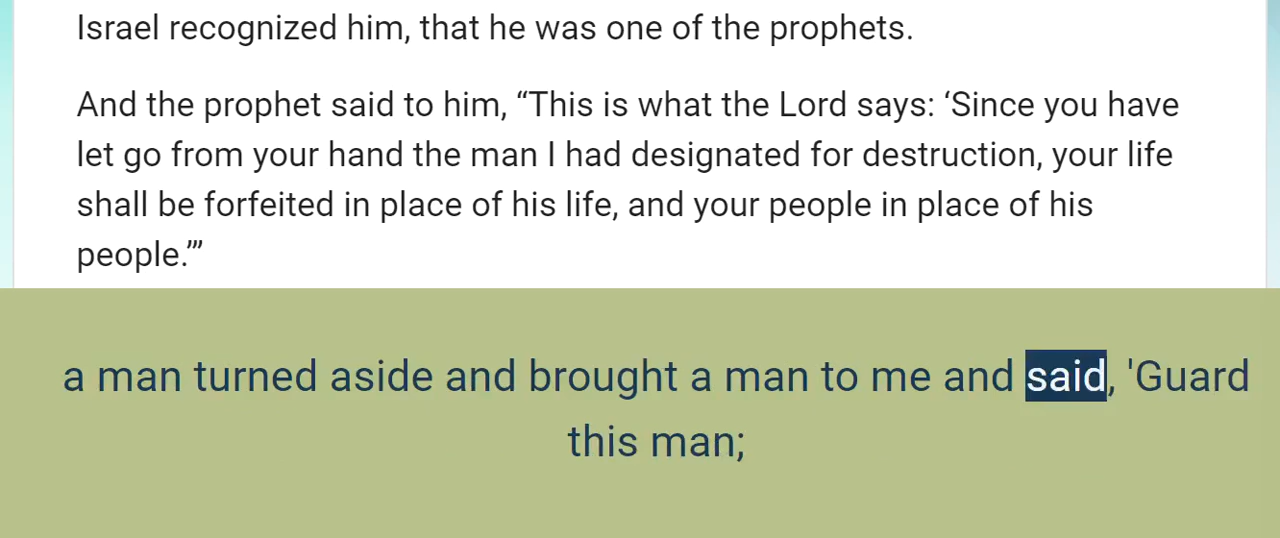 Israel recognized him, that he was one of the prophets.
And the prophet said to him, “This is what the Lord says: ‘Since you have
let go from your hand the man I had designated for destruction, your life
shall be forfeited in place of his life, and your people in place of his
people.’”
a man turned aside and brought a man to me and said, 'Guard
this man;